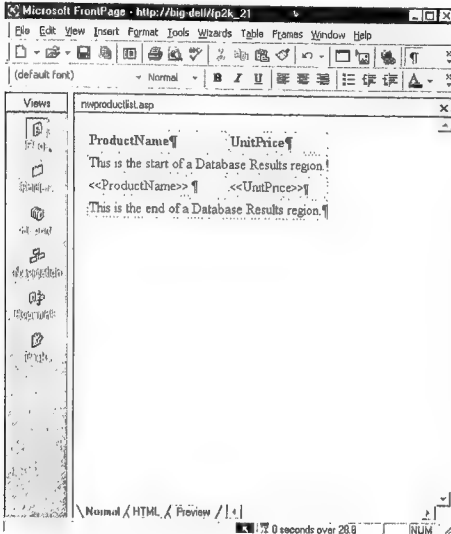 Microsoft FrontPage - http://big-dell/fp2k_21
File Edit View Insert Format Tools Wizards Table Frames Window Help
(default font) Normal B I U A
Views
nwproductlist.asp
ProductName¶ UnitPrice¶
This is the start of a Database Results region.¶
<<ProductName>>¶ <<UnitPrice>>¶
This is the end of a Database Results region.¶
Normal HTML Preview
0 seconds over 28.8 NUM